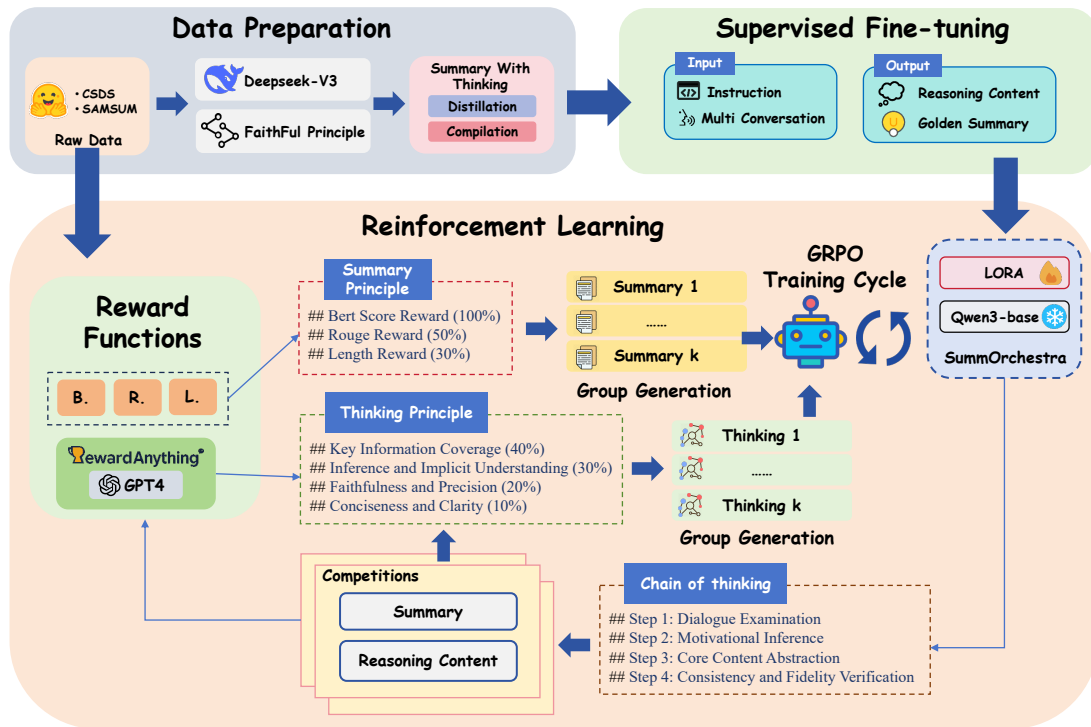 Data Preparation
• CSDS
• SAMSUM
Raw Data
Deepseek-V3
FaithFul Principle
Summary With
Thinking
Distillation
Compilation
Supervised Fine-tuning
Input
Instruction
Multi Conversation
Output
Reasoning Content
Golden Summary
Reinforcement Learning
Reward
Functions
B.
R.
L.
RewardAnything
GPT4
Summary
Principle
## Bert Score Reward (100%)
## Rouge Reward (50%)
## Length Reward (30%)
Summary 1
......
Summary k
Group Generation
GRPO
Training Cycle
LORA
Qwen3-base
SummOrchestra
Thinking Principle
## Key Information Coverage (40%)
## Inference and Implicit Understanding (30%)
## Faithfulness and Precision (20%)
## Conciseness and Clarity (10%)
Thinking 1
......
Thinking k
Group Generation
Competitions
Summary
Reasoning Content
Chain of thinking
## Step 1: Dialogue Examination
## Step 2: Motivational Inference
## Step 3: Core Content Abstraction
## Step 4: Consistency and Fidelity Verification